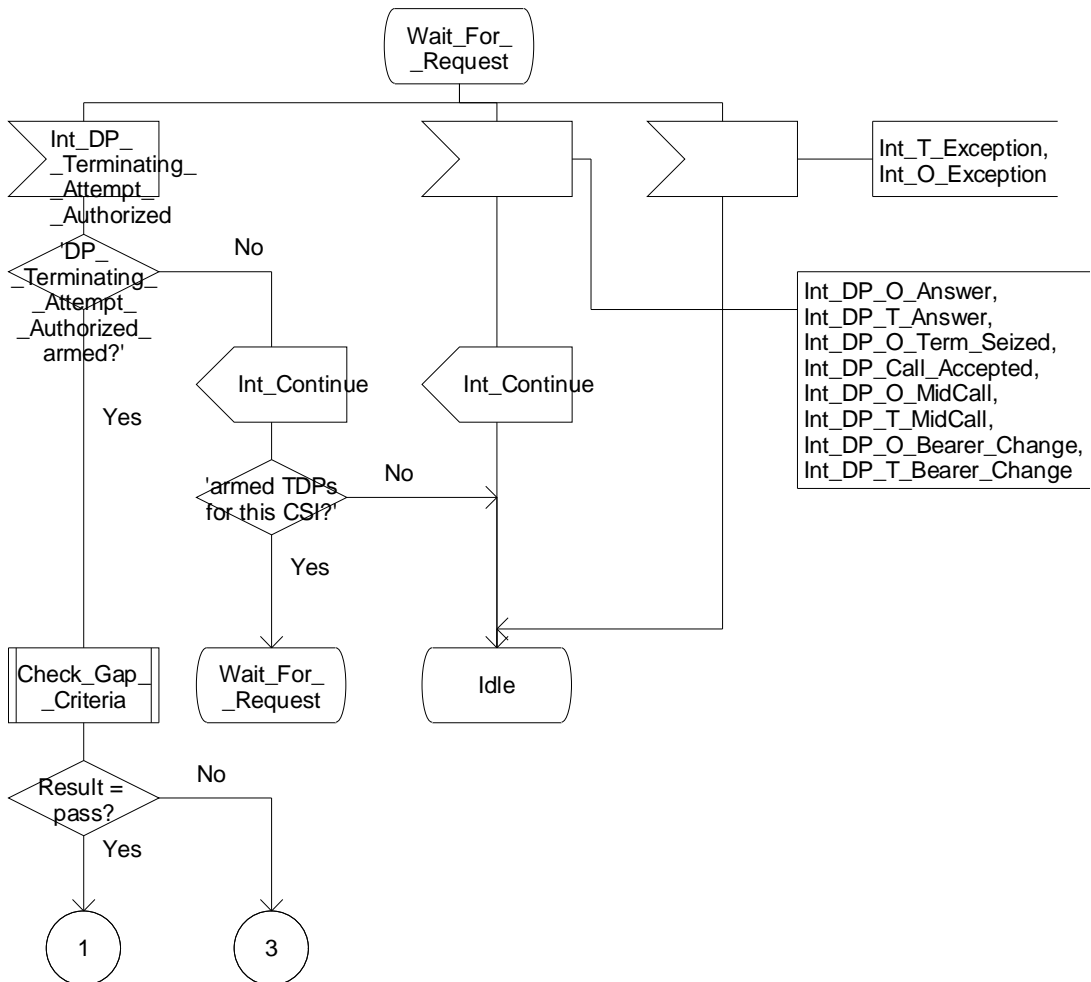 Wait_For_
_Request
Int_DP_
_Terminating_
_Attempt_
_Authorized
Int_T_Exception,
Int_O_Exception
'DP_
_Terminating_
_Attempt_
_Authorized_
armed?'
No
Yes
Int_DP_O_Answer,
Int_DP_T_Answer,
Int_DP_O_Term_Seized,
Int_DP_Call_Accepted,
Int_DP_O_MidCall,
Int_DP_T_MidCall,
Int_DP_O_Bearer_Change,
Int_DP_T_Bearer_Change
Int_Continue
Int_Continue
'armed TDPs
for this CSI?'
No
Yes
Check_Gap_
_Criteria
Wait_For_
_Request
Idle
Result =
pass?
No
Yes
1
3